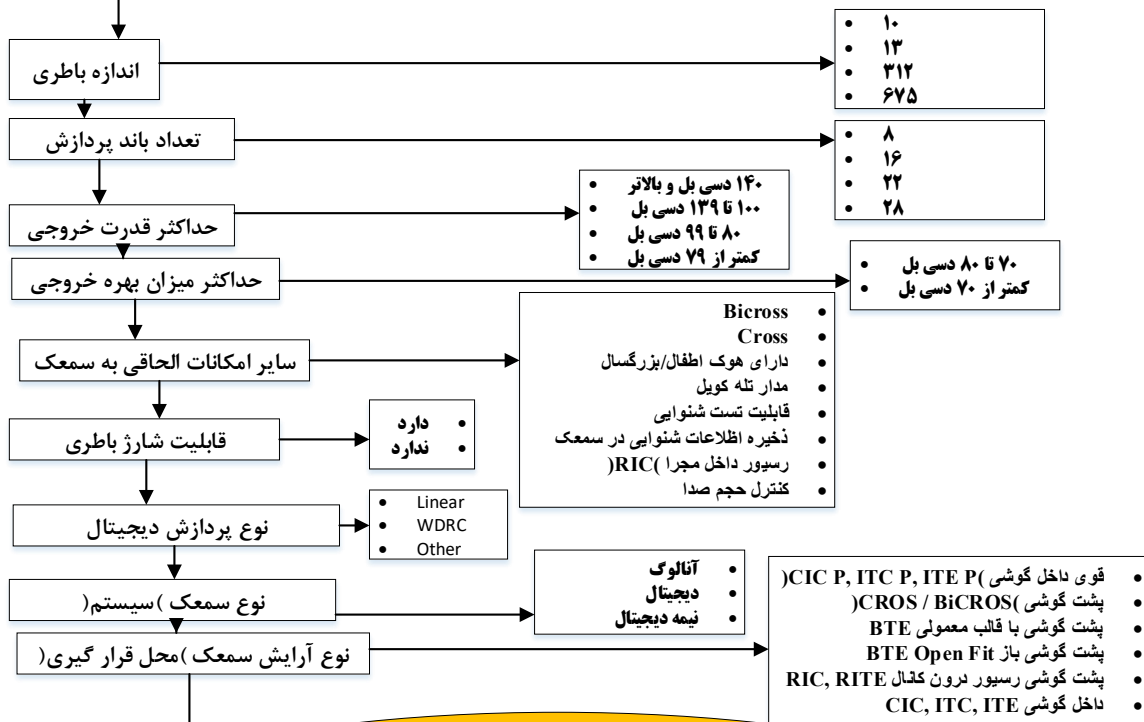 اندازه باطری
۱۰
۱۳
۳۱۲
۶۷۵
تعداد باند پردازش
۸
۱۶
۲۲
۲۸
حداکثر قدرت خروجی
۱۴۰ دسی بل و بالاتر
۱۰۰ تا ۱۳۹ دسی بل
۸۰ تا ۹۹ دسی بل
کمتر از ۷۹ دسی بل
حداکثر میزان بهره خروجی
۷۰ تا ۸۰ دسی بل
کمتر از ۷۰ دسی بل
سایر امکانات الحاقی به سمعک
Bicross
Cross
دارای هوک اطفال/بزرگسال
مدار تله کویل
قابلیت تست شنوایی
ذخیره اظلاعات شنوایی در سمعک
رسیور داخل مجرا )RIC(
کنترل حجم صدا
قابلیت شارژ باطری
دارد
ندارد
نوع پردازش دیجیتال
Linear
WDRC
Other
نوع سمعک )سیستم(
آنالوگ
دیجیتال
نیمه دیجیتال
نوع آرایش سمعک )محل قرار گیری(
قوی داخل گوشی )CIC P, ITC P, ITE P(
پشت گوشی )CROS / BiCROS(
پشت گوشی با قالب معمولی BTE
پشت گوشی باز BTE Open Fit
پشت گوشی رسیور درون کانال RIC, RITE
داخل گوشی CIC, ITC, ITE